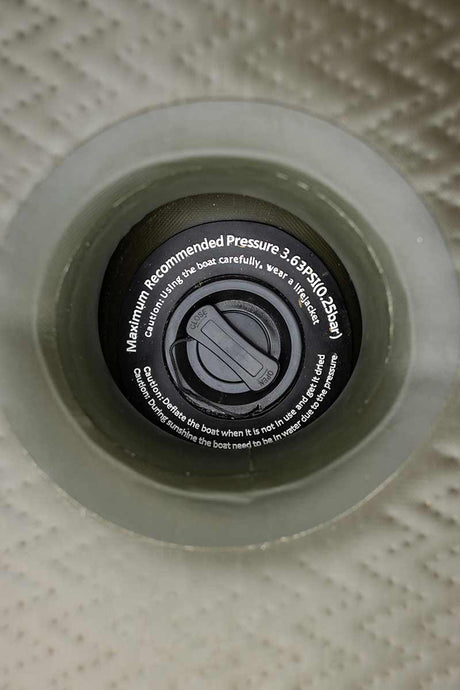 Maximum Recommended Pressure 3.63PSI(0.25bar)
Caution: Using the boat carefully, wear a lifejacket
CLOSE
OPEN
Caution: Deflate the boat when it is not in use and get it dried
Caution: During sunshine the boat need to be in water due to the pressure